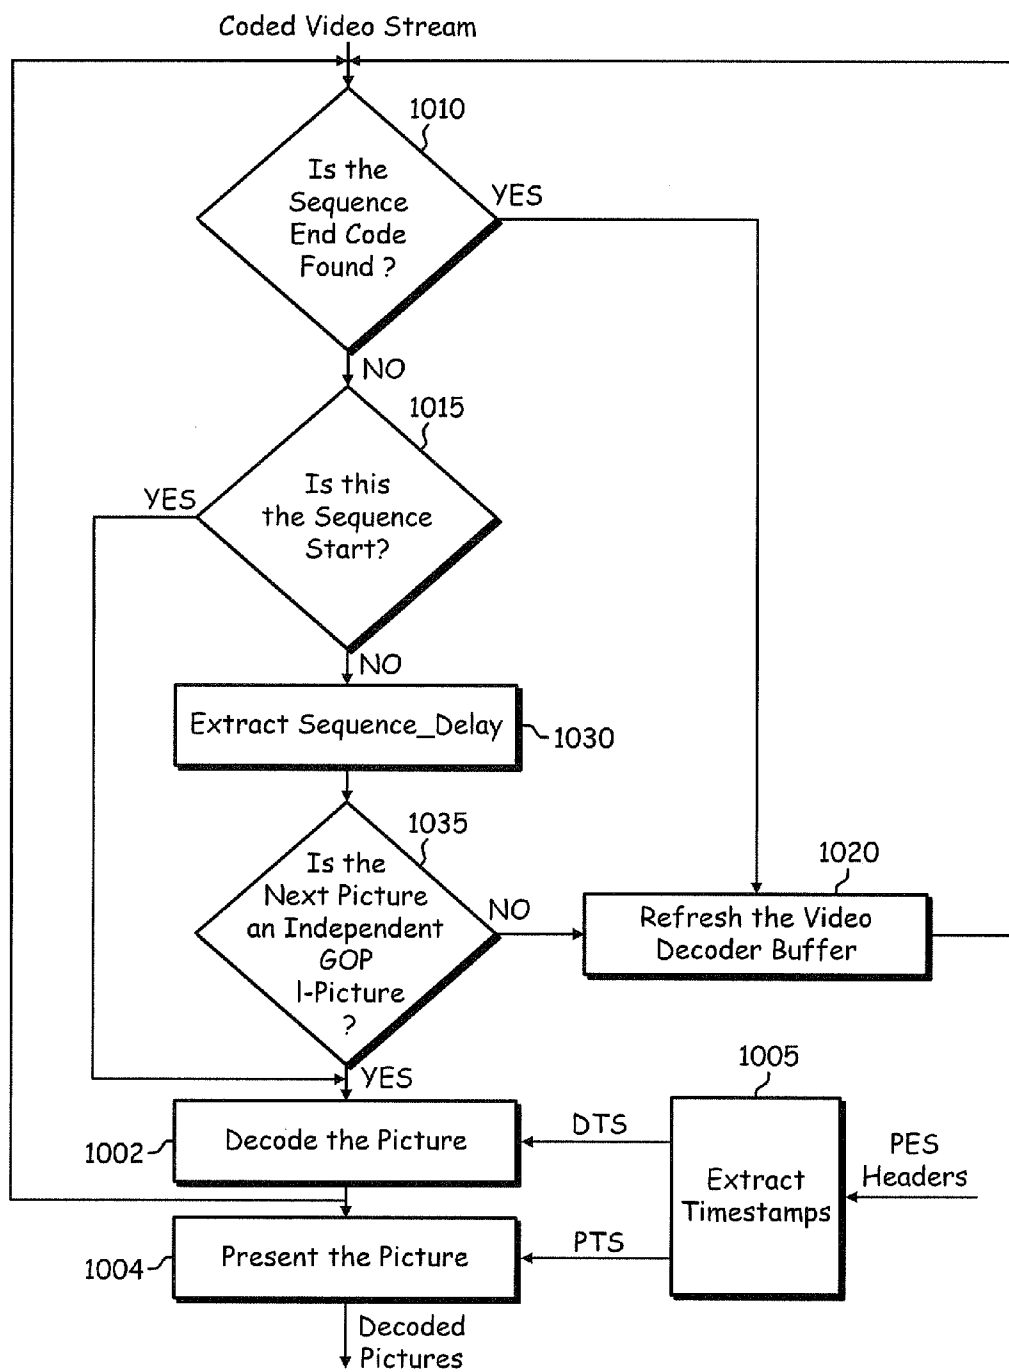 Coded Video Stream
1010
Is the
Sequence
End Code
Found ?
YES
NO
1015
Is this
the Sequence
Start?
YES
NO
Extract Sequence_Delay
1030
1035
Is the
Next Picture
an Independent
GOP
I-Picture
?
NO
YES
1020
Refresh the Video
Decoder Buffer
1005
Extract
Timestamps
PES
Headers
DTS
PTS
Decode the Picture
1002
Present the Picture
1004
Decoded
Pictures